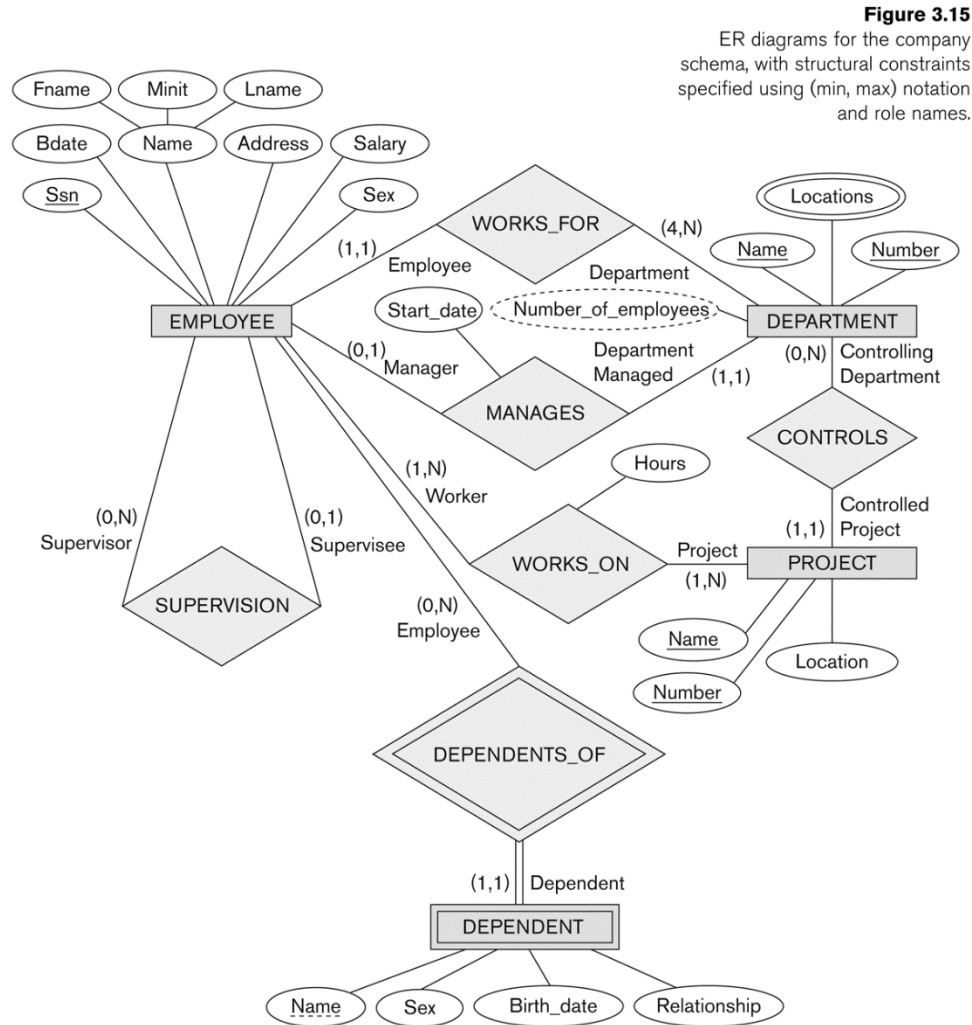 Figure 3.15
ER diagrams for the company
schema, with structural constraints
specified using (min, max) notation
and role names.
Fname
Minit
Lname
Bdate
Name
Address
Salary
Ssn
Sex
WORKS_FOR
Locations
(1,1)
Employee
(4,N)
Department
Name
Number
Start_date
Number_of_employees
EMPLOYEE
DEPARTMENT
(0,1)
Manager
Department
Managed
(1,1)
(0,N)
Controlling
Department
MANAGES
CONTROLS
Hours
(1,N)
Worker
(0,N)
Supervisor
(0,1)
Supervisee
Controlled
Project
(1,1)
WORKS_ON
Project
(1,N)
PROJECT
SUPERVISION
(0,N)
Employee
Name
Location
Number
DEPENDENTS_OF
(1,1)
Dependent
DEPENDENT
Name
Sex
Birth_date
Relationship